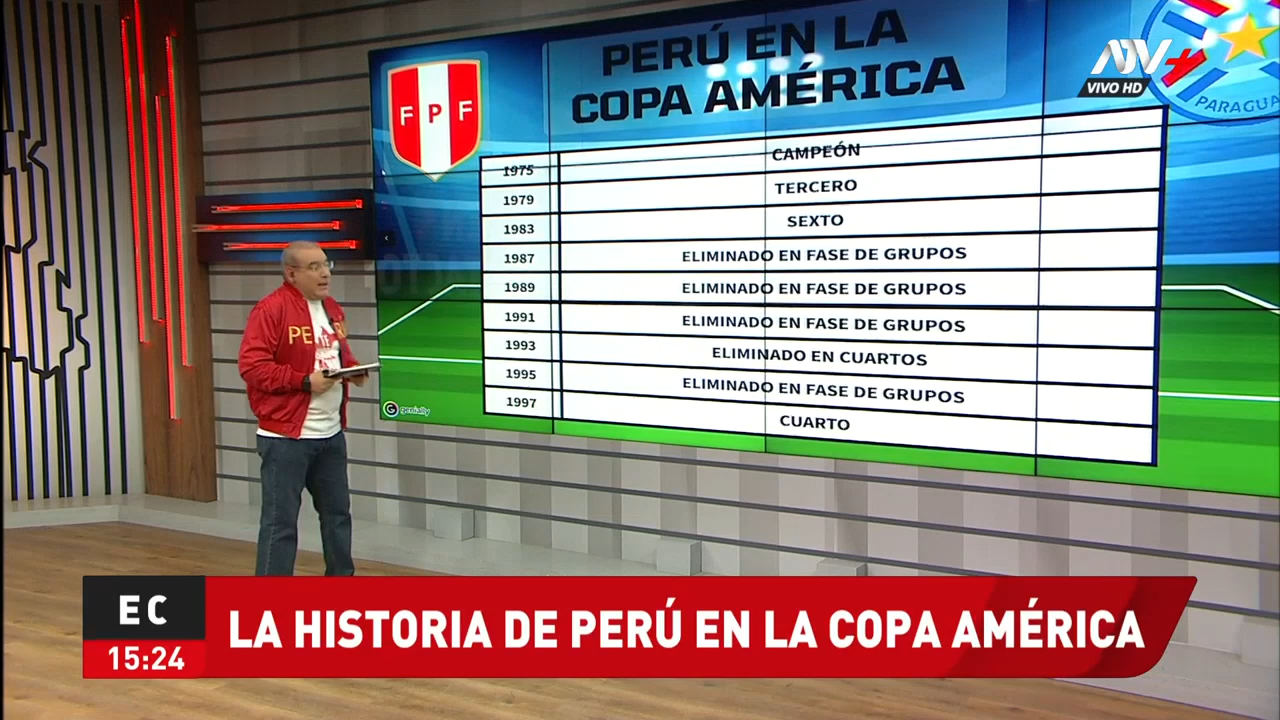 PERÚ EN LA
COPA AMÉRICA
FPF
ATV+
VIVO HD
PARAGUA
1975 CAMPEÓN
1979 TERCERO
1983 SEXTO
1987 ELIMINADO EN FASE DE GRUPOS
1989 ELIMINADO EN FASE DE GRUPOS
1991 ELIMINADO EN FASE DE GRUPOS
1993 ELIMINADO EN CUARTOS
1995 ELIMINADO EN FASE DE GRUPOS
1997 CUARTO
genially
EC
15:24
LA HISTORIA DE PERÚ EN LA COPA AMÉRICA